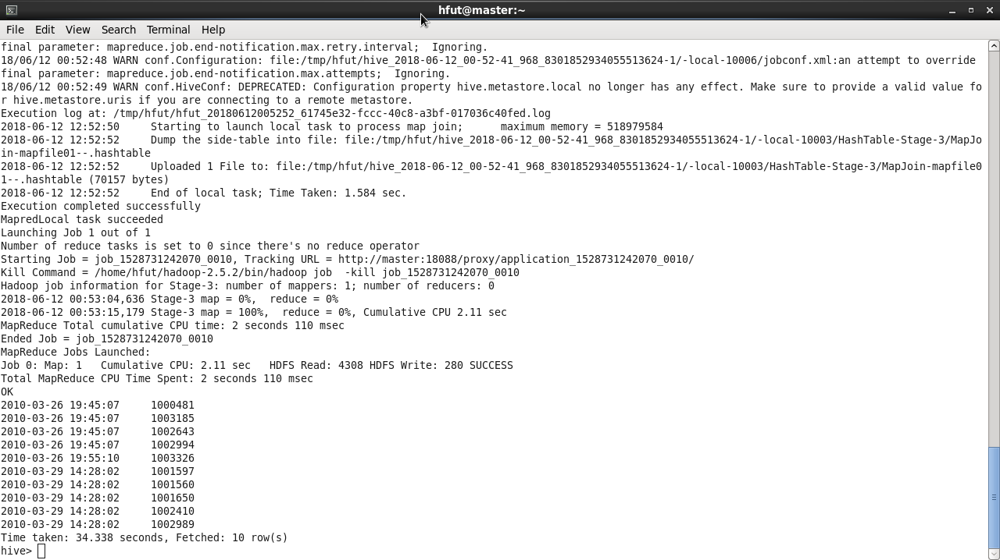 hfut@master:~
File Edit View Search Terminal Help
final parameter: mapreduce.job.end-notification.max.retry.interval;  Ignoring.
18/06/12 00:52:48 WARN conf.Configuration: file:/tmp/hfut/hive_2018-06-12_00-52-41_968_8301852934055513624-1/-local-10006/jobconf.xml:an attempt to override
final parameter: mapreduce.job.end-notification.max.attempts;  Ignoring.
18/06/12 00:52:49 WARN conf.HiveConf: DEPRECATED: Configuration property hive.metastore.local no longer has any effect. Make sure to provide a valid value fo
r hive.metastore.uris if you are connecting to a remote metastore.
Execution log at: /tmp/hfut/hfut_20180612005252_61745e32-fccc-40c8-a3bf-017036c40fed.log
2018-06-12 12:52:50     Starting to launch local task to process map join;      maximum memory = 518979584
2018-06-12 12:52:52     Dump the side-table into file: file:/tmp/hfut/hive_2018-06-12_00-52-41_968_8301852934055513624-1/-local-10003/HashTable-Stage-3/MapJo
in-mapfile01--.hashtable
2018-06-12 12:52:52     Uploaded 1 File to: file:/tmp/hfut/hive_2018-06-12_00-52-41_968_8301852934055513624-1/-local-10003/HashTable-Stage-3/MapJoin-mapfile0
1--.hashtable (70157 bytes)
2018-06-12 12:52:52     End of local task; Time Taken: 1.584 sec.
Execution completed successfully
MapredLocal task succeeded
Launching Job 1 out of 1
Number of reduce tasks is set to 0 since there's no reduce operator
Starting Job = job_1528731242070_0010, Tracking URL = http://master:18088/proxy/application_1528731242070_0010/
Kill Command = /home/hfut/hadoop-2.5.2/bin/hadoop job  -kill job_1528731242070_0010
Hadoop job information for Stage-3: number of mappers: 1; number of reducers: 0
2018-06-12 00:53:04,636 Stage-3 map = 0%,  reduce = 0%
2018-06-12 00:53:15,179 Stage-3 map = 100%,  reduce = 0%, Cumulative CPU 2.11 sec
MapReduce Total cumulative CPU time: 2 seconds 110 msec
Ended Job = job_1528731242070_0010
MapReduce Jobs Launched:
Job 0: Map: 1   Cumulative CPU: 2.11 sec   HDFS Read: 4308 HDFS Write: 280 SUCCESS
Total MapReduce CPU Time Spent: 2 seconds 110 msec
OK
2010-03-26 19:45:07     1000481
2010-03-26 19:45:07     1003185
2010-03-26 19:45:07     1002643
2010-03-26 19:45:07     1002994
2010-03-26 19:55:10     1003326
2010-03-29 14:28:02     1001597
2010-03-29 14:28:02     1001560
2010-03-29 14:28:02     1001650
2010-03-29 14:28:02     1002410
2010-03-29 14:28:02     1002989
Time taken: 34.338 seconds, Fetched: 10 row(s)
hive>